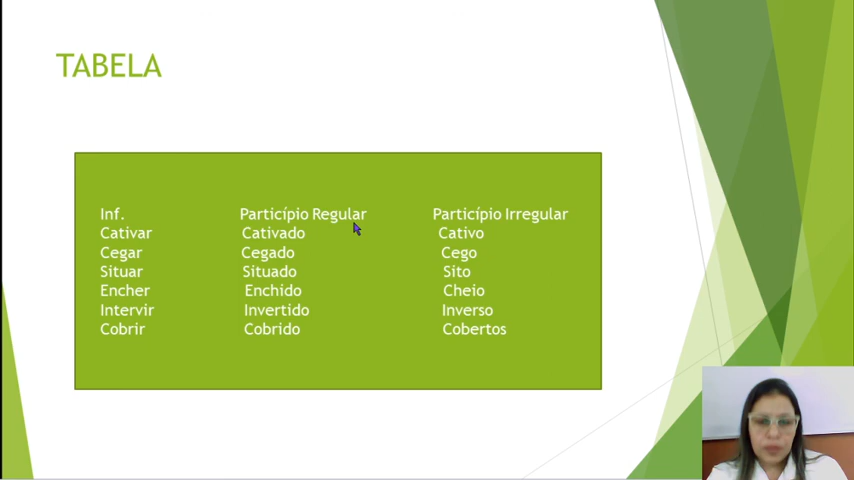 TABELA
Inf. Particípio Regular Particípio Irregular
Cativar Cativado Cativo
Cegar Cegado Cego
Situar Situado Sito
Encher Enchido Cheio
Intervir Invertido Inverso
Cobrir Cobrido Cobertos